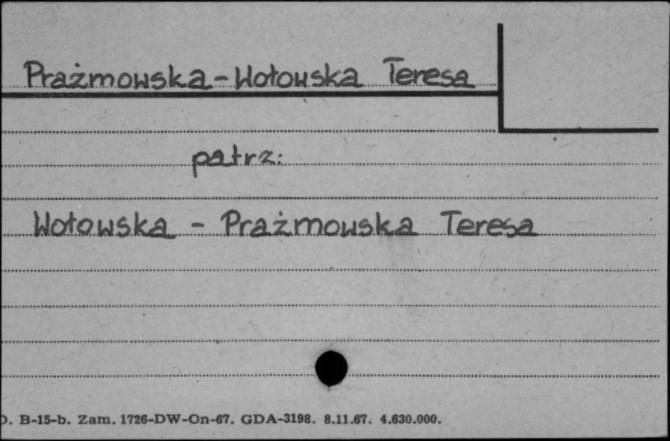 Prażmowska-Wołowska Teresa
patrz:
Wołowska - Prażmowska Teresa
. B-15-b. Zam. 1726-DW-On-67. GDA-3198. 8.11.67. 4.630.000.